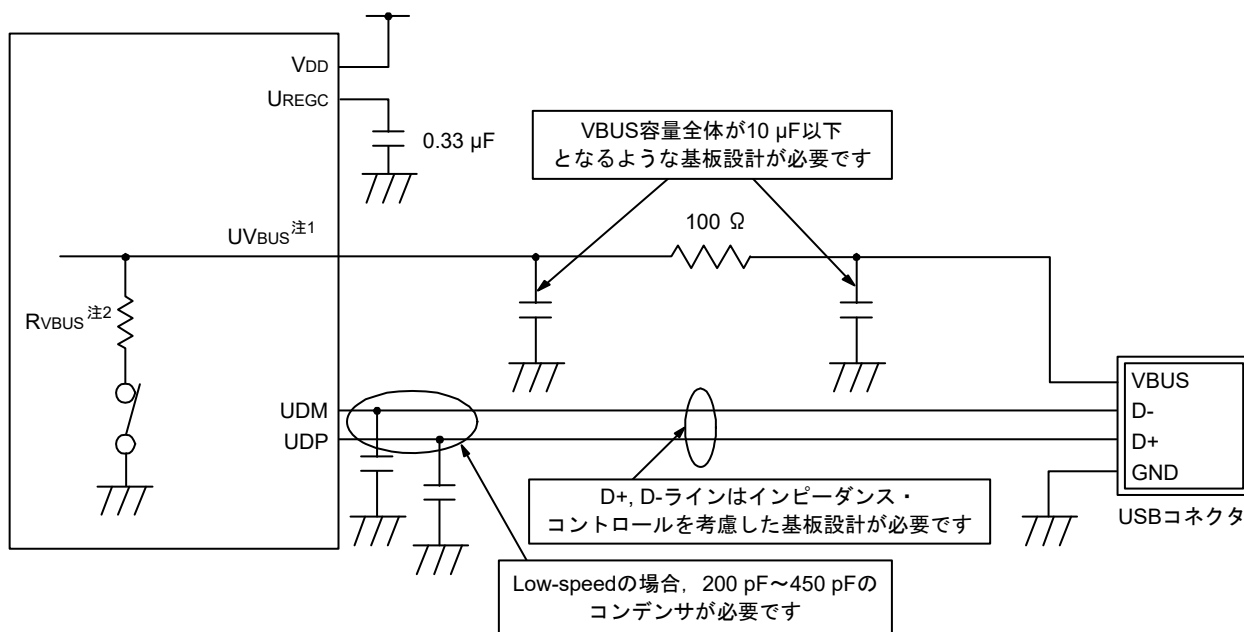 VDD
UREGC
0.33 µF
VBUS容量全体が10 µF以下
となるような基板設計が必要です
100 Ω
UVBUS注1
RVBUS注2
VBUS
UDM
D-
UDP
D+
GND
USBコネクタ
D+, D-ラインはインピーダンス・
コントロールを考慮した基板設計が必要です
Low-speedの場合，200 pF～450 pFの
コンデンサが必要です